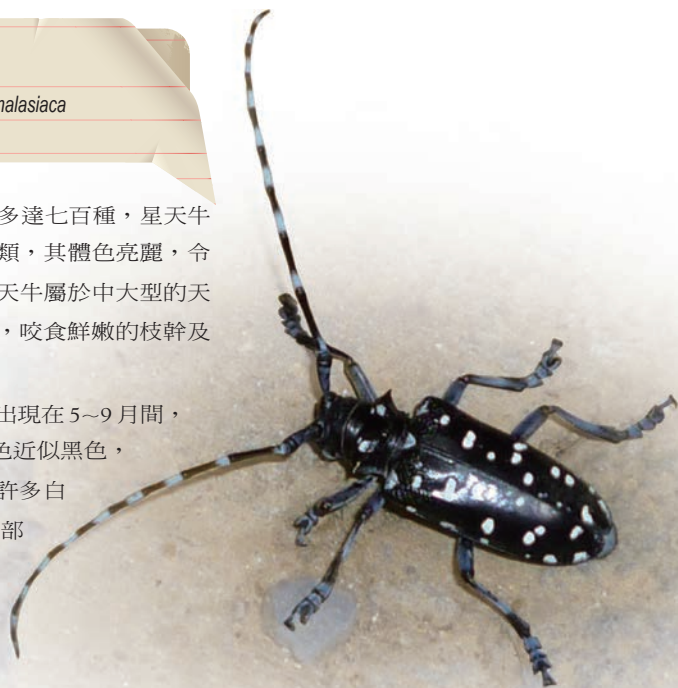 malasiaca
多達七百種，星天牛
類，其體色亮麗，令
天牛屬於中大型的天
，咬食鮮嫩的枝幹及
出現在 5~9 月間，
色近似黑色，
許多白
部